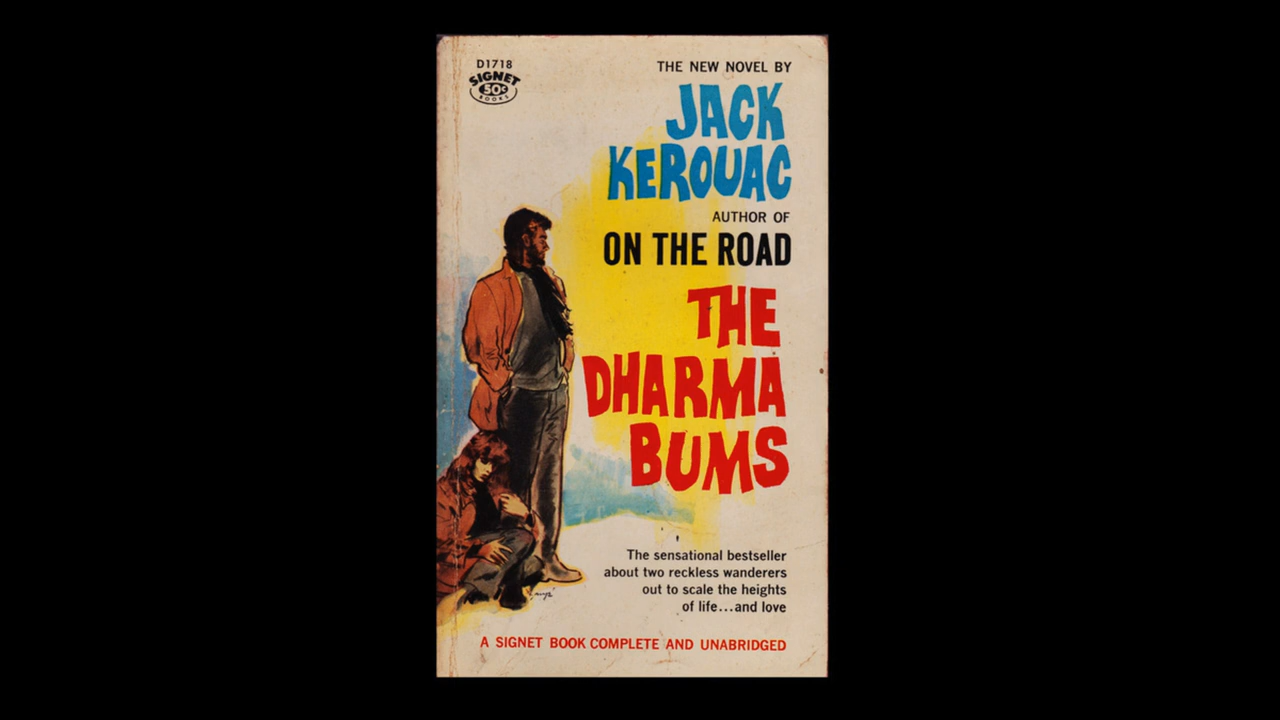 D1718
SIGNET
50¢
BOOKS
THE NEW NOVEL BY
JACK
KEROUAC
AUTHOR OF
ON THE ROAD
THE
DHARMA
BUMS
The sensational bestseller
about two reckless wanderers
out to scale the heights
of life...and love
A SIGNET BOOK COMPLETE AND UNABRIDGED